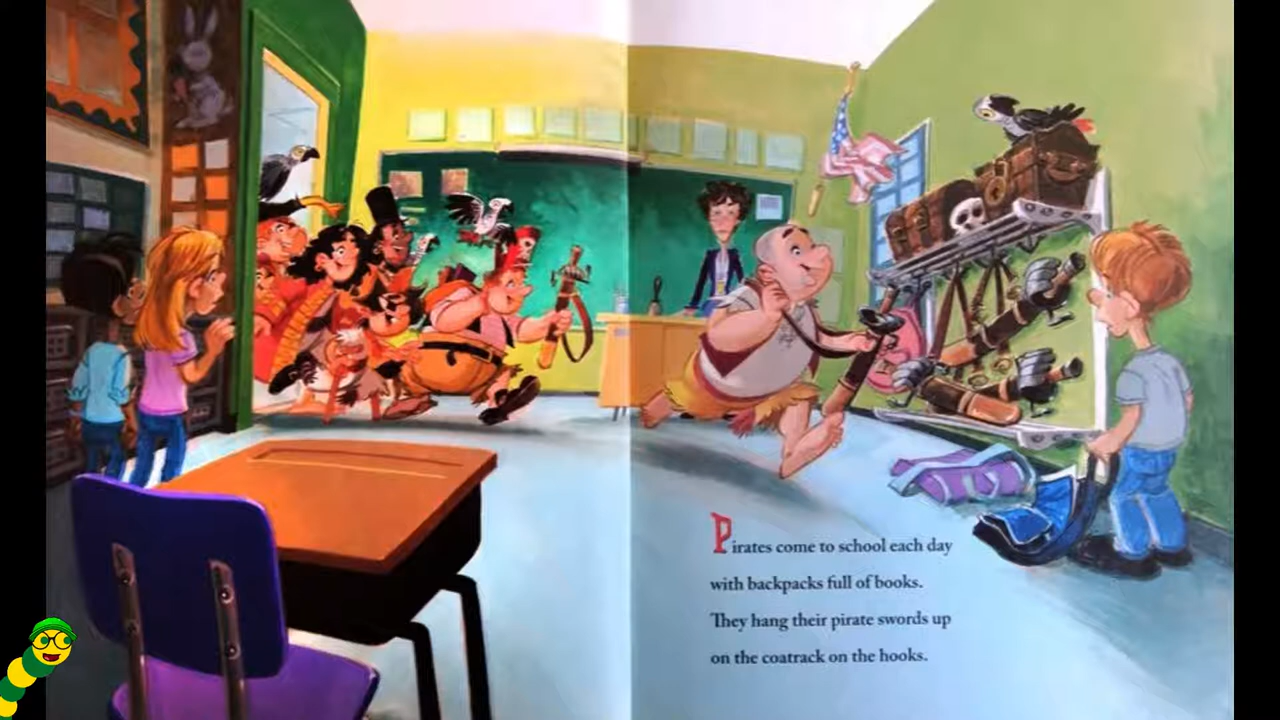 Pirates come to school each day
with backpacks full of books.
They hang their pirate swords up
on the coatrack on the hooks.